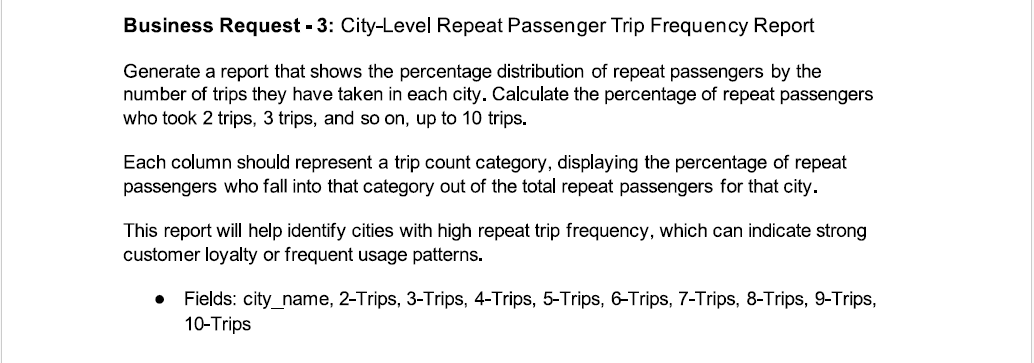 Business Request - 3: City-Level Repeat Passenger Trip Frequency Report
Generate a report that shows the percentage distribution of repeat passengers by the
number of trips they have taken in each city. Calculate the percentage of repeat passengers
who took 2 trips, 3 trips, and so on, up to 10 trips.
Each column should represent a trip count category, displaying the percentage of repeat
passengers who fall into that category out of the total repeat passengers for that city.
This report will help identify cities with high repeat trip frequency, which can indicate strong
customer loyalty or frequent usage patterns.
● Fields: city_name, 2-Trips, 3-Trips, 4-Trips, 5-Trips, 6-Trips, 7-Trips, 8-Trips, 9-Trips,
10-Trips